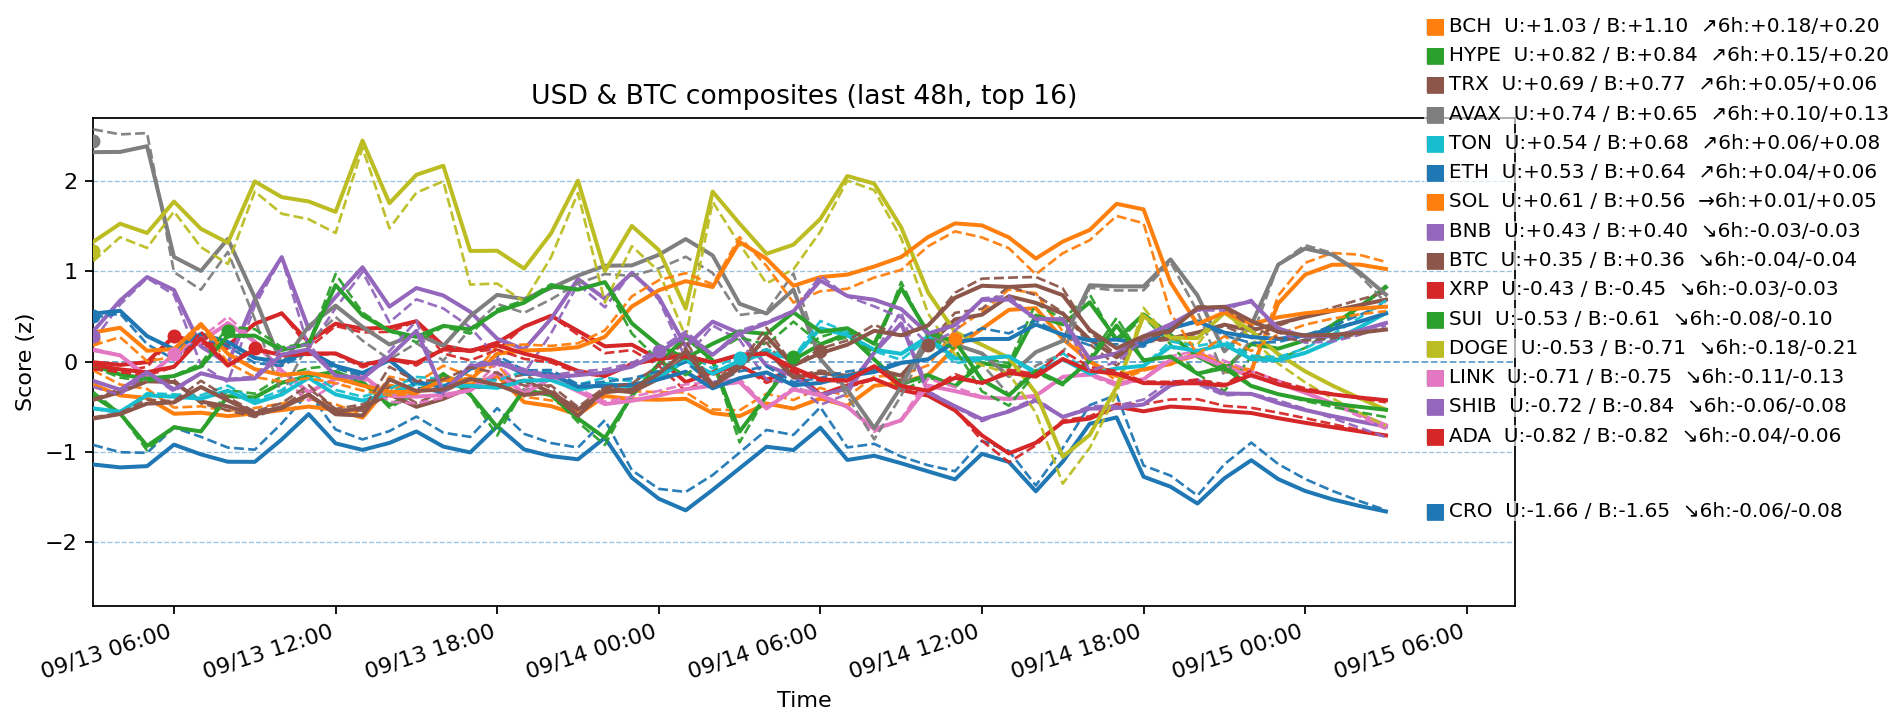 BCH U:+1.03 / B:+1.10 ↗6h:+0.18/+0.20
HYPE U:+0.82 / B:+0.84 ↗6h:+0.15/+0.20
TRX U:+0.69 / B:+0.77 ↗6h:+0.05/+0.06
USD & BTC composites (last 48h, top 16)
AVAX U:+0.74 / B:+0.65 ↗6h:+0.10/+0.13
TON U:+0.54 / B:+0.68 ↗6h:+0.06/+0.08
ETH U:+0.53 / B:+0.64 ↗6h:+0.04/+0.06
SOL U:+0.61 / B:+0.56 →6h:+0.01/+0.05
BNB U:+0.43 / B:+0.40 ↘6h:-0.03/-0.03
BTC U:+0.35 / B:+0.36 ↘6h:-0.04/-0.04
XRP U:-0.43 / B:-0.45 ↘6h:-0.03/-0.03
SUI U:-0.53 / B:-0.61 ↘6h:-0.08/-0.10
DOGE U:-0.53 / B:-0.71 ↘6h:-0.18/-0.21
LINK U:-0.71 / B:-0.75 ↘6h:-0.11/-0.13
SHIB U:-0.72 / B:-0.84 ↘6h:-0.06/-0.08
ADA U:-0.82 / B:-0.82 ↘6h:-0.04/-0.06
CRO U:-1.66 / B:-1.65 ↘6h:-0.06/-0.08
Score (z)
2
1
0
−1
−2
09/13 06:00
09/13 12:00
09/13 18:00
09/14 00:00
09/14 06:00
09/14 12:00
09/14 18:00
09/15 00:00
09/15 06:00
Time